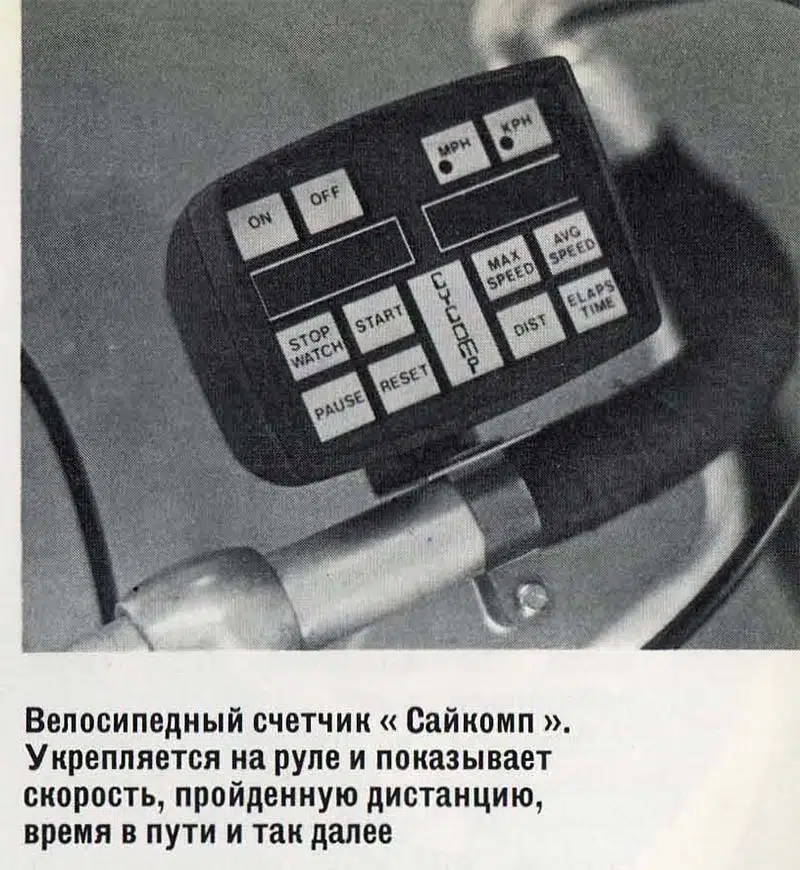 MPH KPH
ON OFF
MAX SPEED AVG SPEED
STOP WATCH START
CYCOMP
DIST ELAPS TIME
PAUSE RESET
Велосипедный счетчик « Сайкомп ».
Укрепляется на руле и показывает
скорость, пройденную дистанцию,
время в пути и так далее